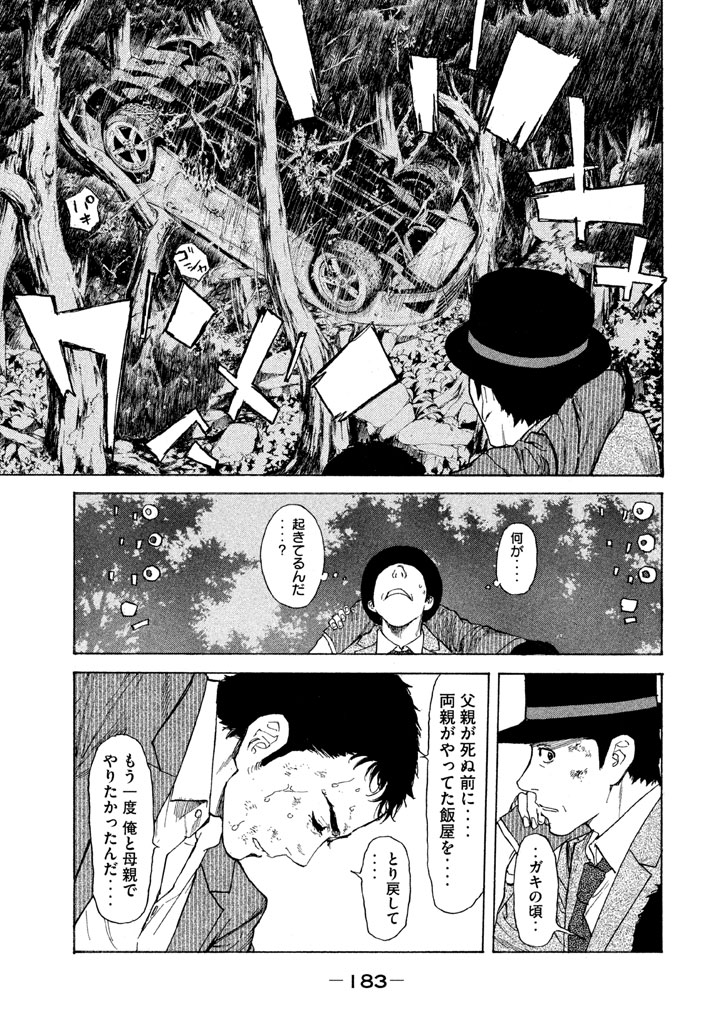 パキ
ゴシャ
何が‥‥
起きてるんだ
‥‥？
‥ガキの頃‥
父親が死ぬ前に‥‥
両親がやってた飯屋を‥‥
とり戻して
‥‥
もう一度 俺と母親で
やりたかったんだ‥‥
—183—